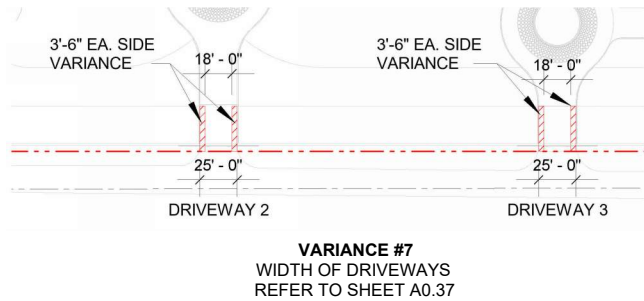 3'-6" EA. SIDE
VARIANCE
18' - 0"
25' - 0"
DRIVEWAY 2
3'-6" EA. SIDE
VARIANCE
18' - 0"
25' - 0"
DRIVEWAY 3
VARIANCE #7
WIDTH OF DRIVEWAYS
REFER TO SHEET A0.37